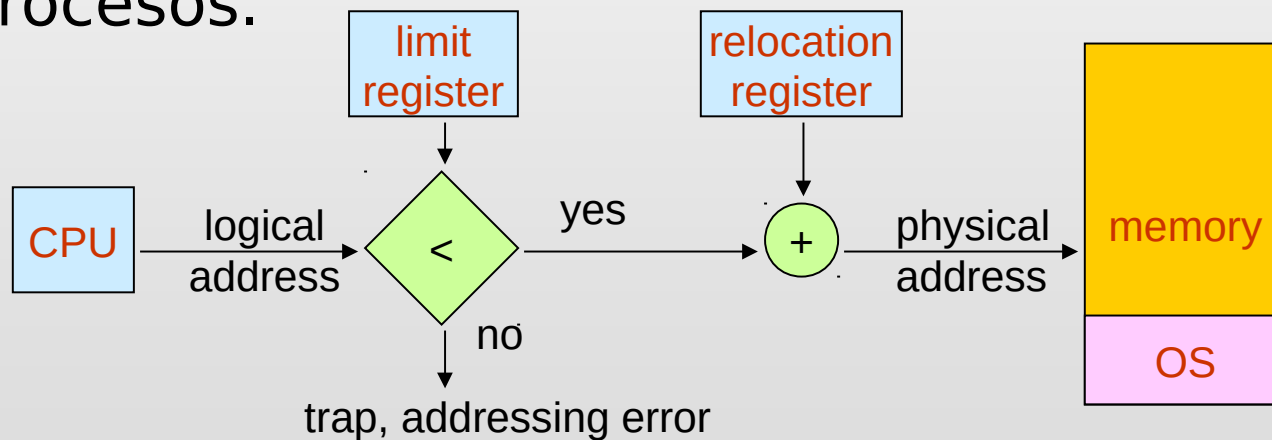 rocesos.
limit
register
relocation
register
CPU
logical
address
<
yes
+
physical
address
memory
no
OS
trap, addressing error